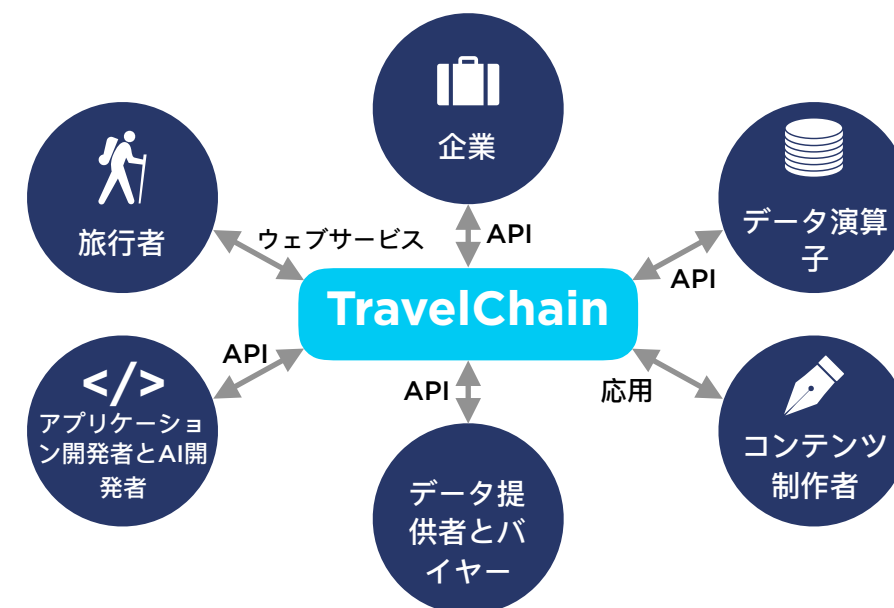 企業
旅行者
ウェブサービス
API
データ演算
子
API
TravelChain
API
</>
アプリケーショ
ン開発者とAI開
発者
API
応用
コンテンツ
制作者
データ提
供者とバ
イヤー